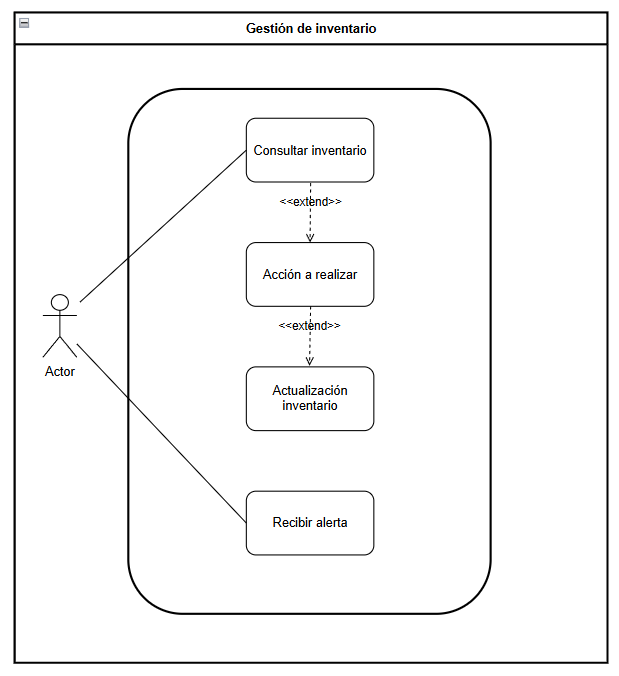 Gestión de inventario
Consultar inventario
<<extend>>
Acción a realizar
<<extend>>
Actor
Actualización
inventario
Recibir alerta